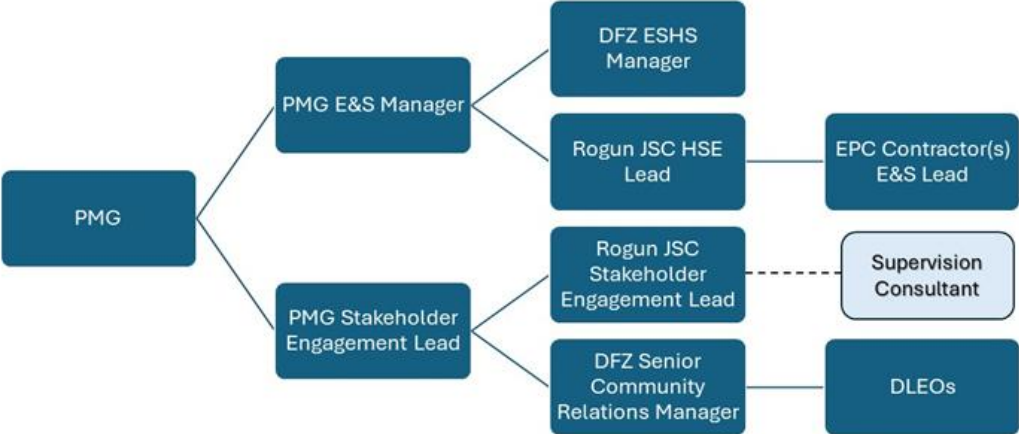 DFZ ESHS
Manager
PMG E&S Manager
Rogun JSC HSE
Lead
EPC Contractor(s)
E&S Lead
PMG
Rogun JSC
Stakeholder
Engagement Lead
Supervision
Consultant
PMG Stakeholder
Engagement Lead
DFZ Senior
Community
Relations Manager
DLEOs